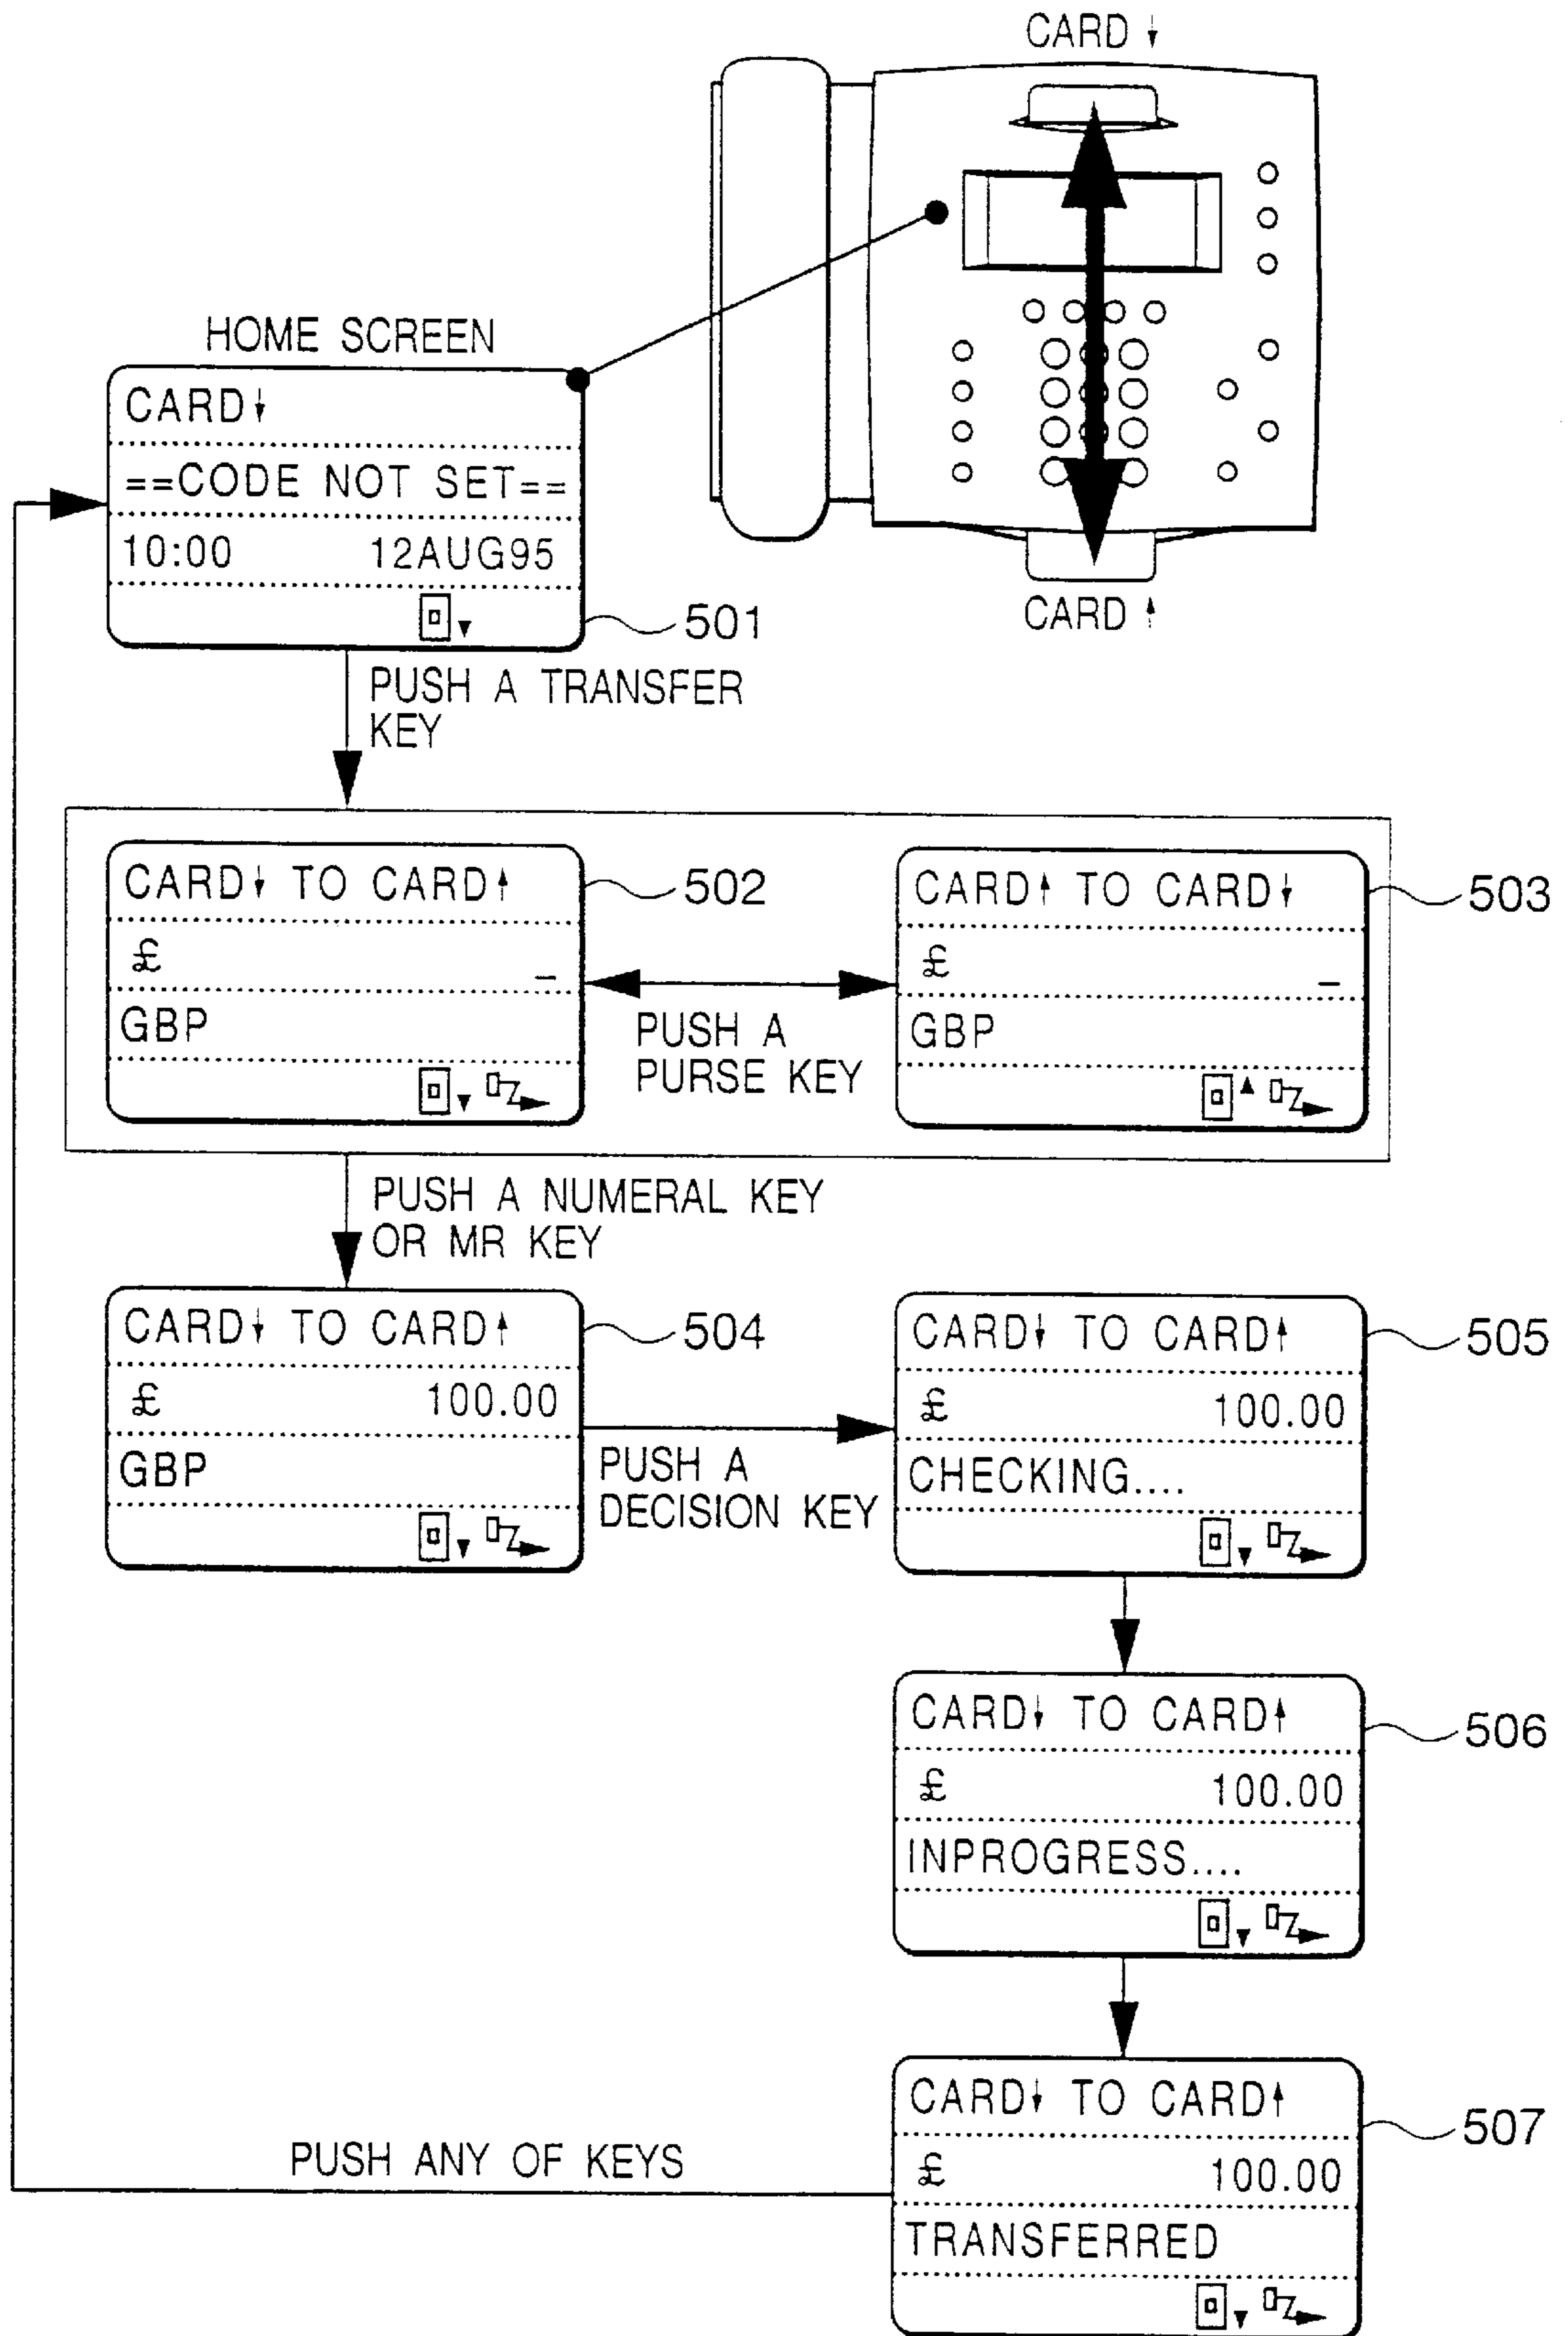 CARD↓
CARD↑
HOME SCREEN
CARD↓
==CODE NOT SET==
10:00 12AUG95
501
PUSH A TRANSFER
KEY
CARD↓ TO CARD↑
£ _
GBP
502
PUSH A
PURSE KEY
CARD↑ TO CARD↓
£ _
GBP
503
PUSH A NUMERAL KEY
OR MR KEY
CARD↓ TO CARD↑
£ 100.00
GBP
504
PUSH A
DECISION KEY
CARD↓ TO CARD↑
£ 100.00
CHECKING....
505
CARD↓ TO CARD↑
£ 100.00
INPROGRESS....
506
CARD↓ TO CARD↑
£ 100.00
TRANSFERRED
507
PUSH ANY OF KEYS